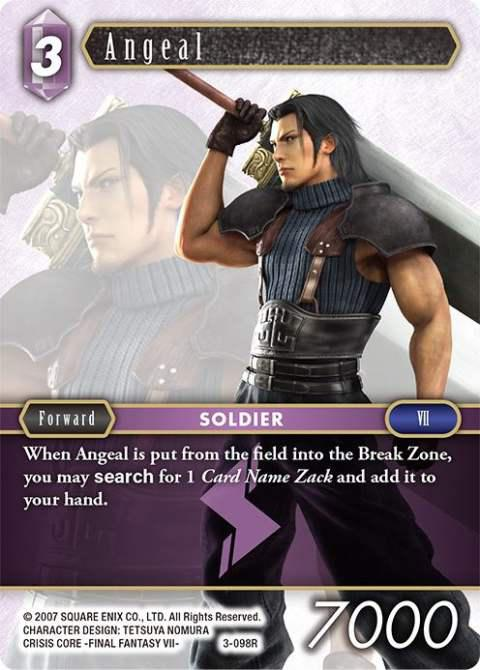 3
Angeal
Forward
SOLDIER
VII
When Angeal is put from the field into the Break Zone,
you may search for 1 Card Name Zack and add it to
your hand.
© 2007 SQUARE ENIX CO., LTD. All Rights Reserved.
CHARACTER DESIGN: TETSUYA NOMURA
CRISIS CORE -FINAL FANTASY VII-
3-098R
7000